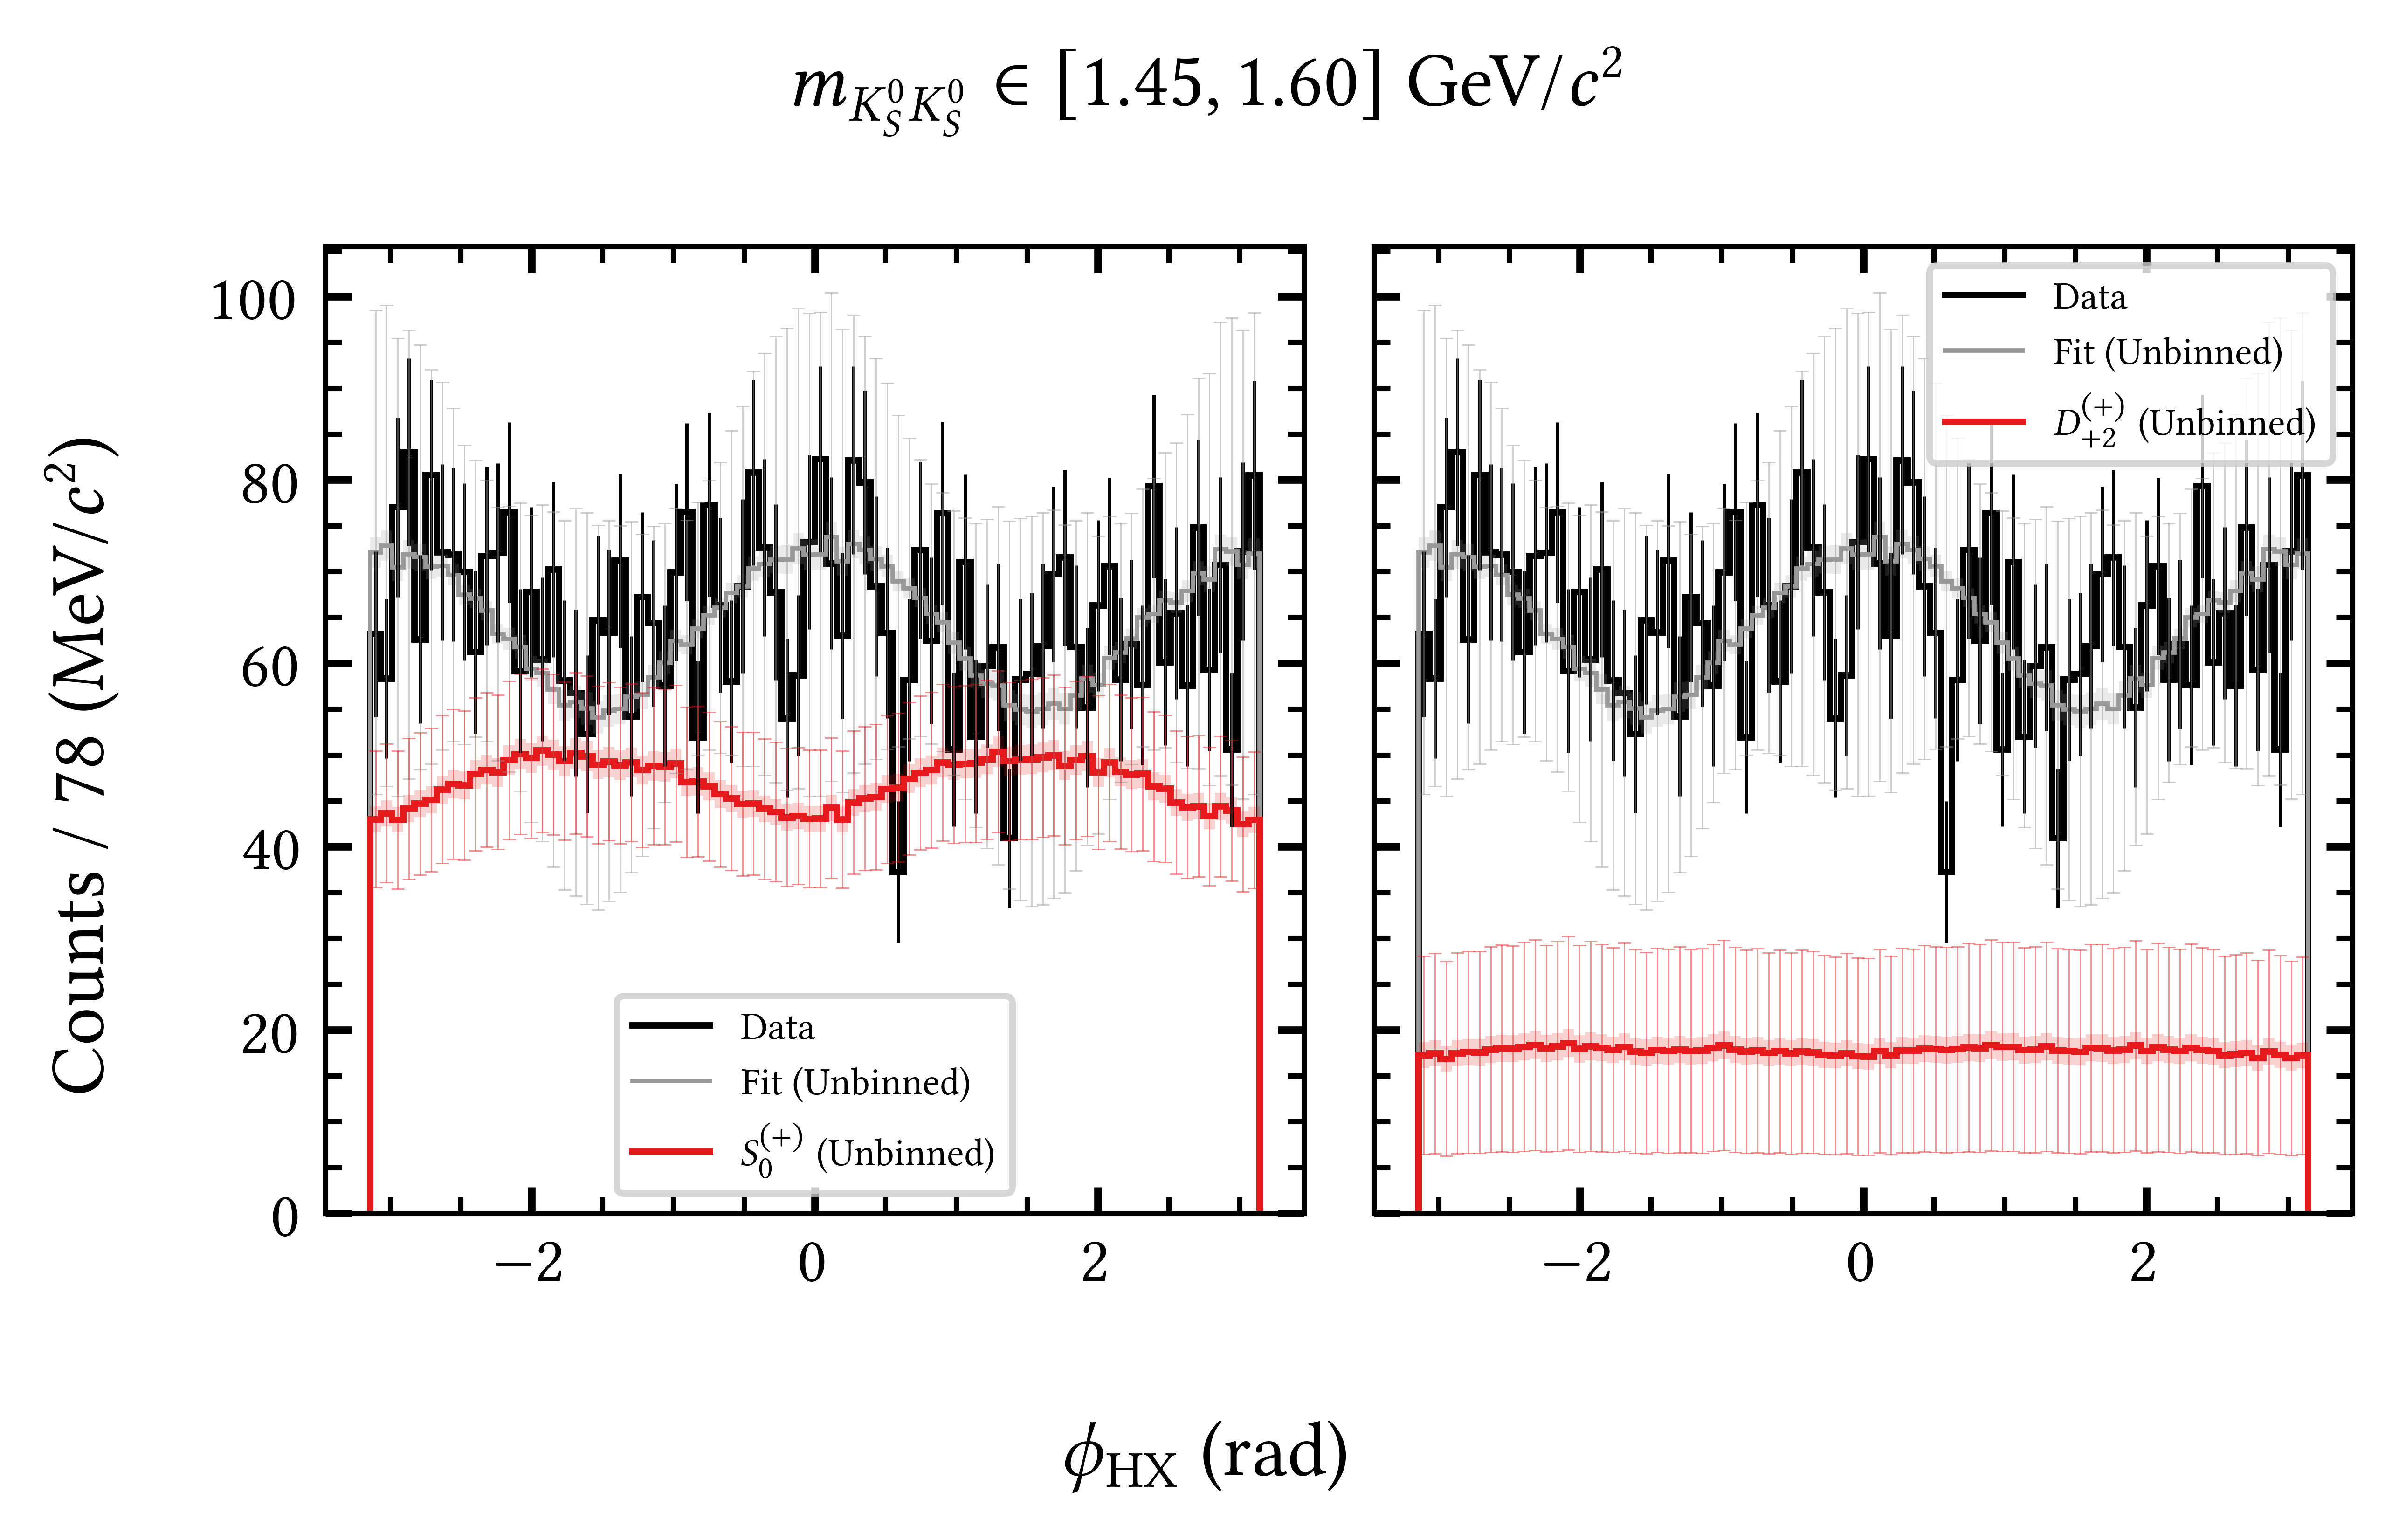 m_{K_S^0 K_S^0} ∈ [1.45, 1.60] GeV/c²
Counts / 78 (MeV/c²)
100
80
60
40
20
0
Data
Fit (Unbinned)
S_0^{(+)} (Unbinned)
Data
Fit (Unbinned)
D_{+2}^{(+)} (Unbinned)
−2 0 2
−2 0 2
ϕ_{HX} (rad)